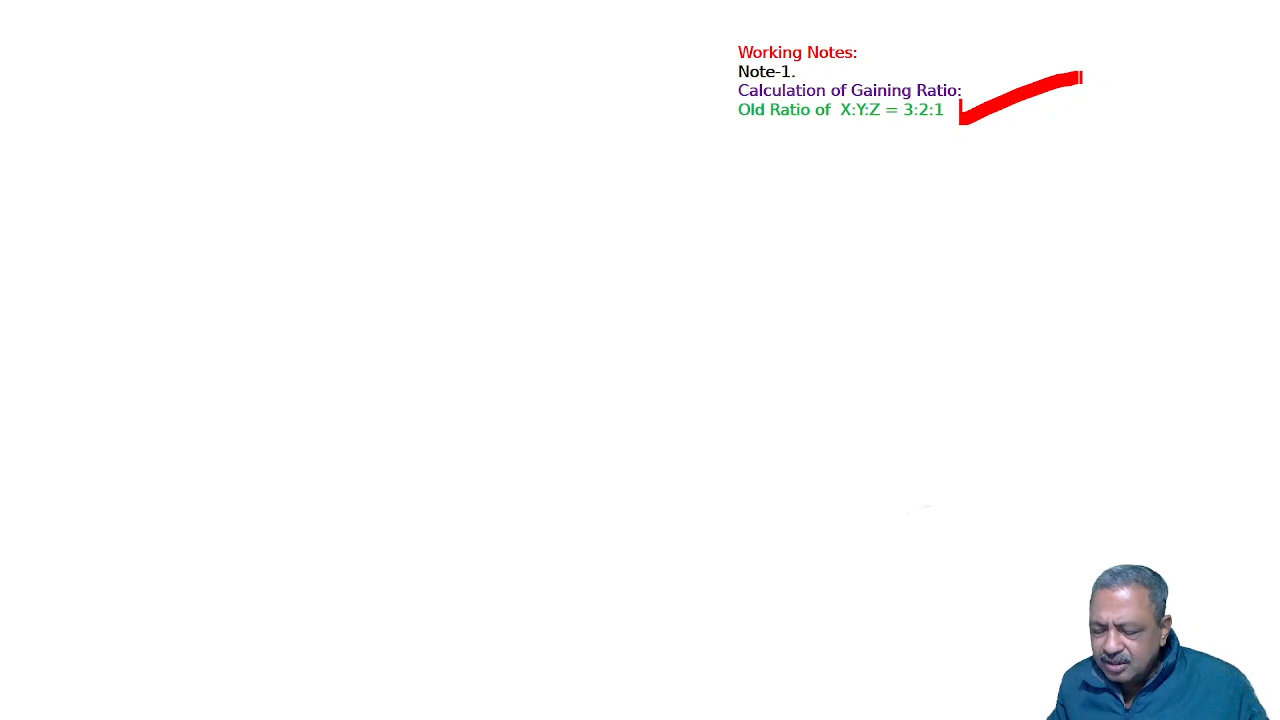 Working Notes:
Note-1.
Calculation of Gaining Ratio:
Old Ratio of  X:Y:Z = 3:2:1